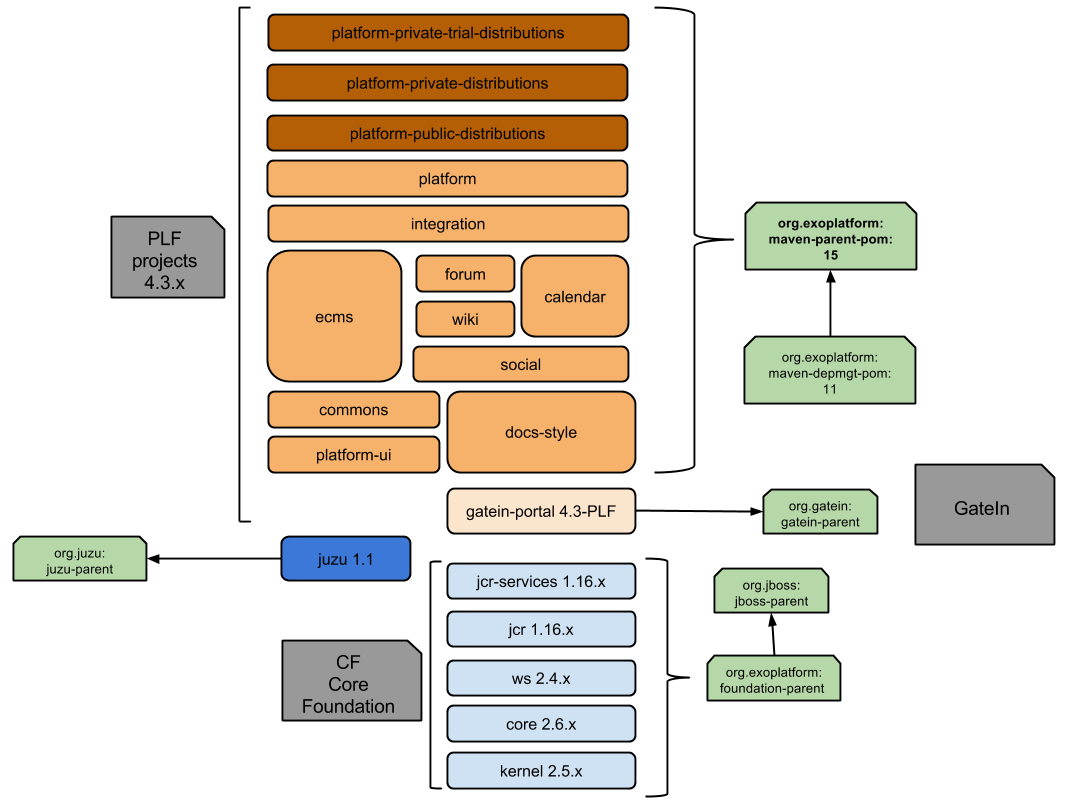 platform-private-trial-distributions
platform-private-distributions
platform-public-distributions
platform
integration
PLF
projects
4.3.x
ecms
forum
wiki
calendar
social
commons
platform-ui
docs-style
org.exoplatform:
maven-parent-pom:
15
org.exoplatform:
maven-depmgt-pom:
11
gatein-portal 4.3-PLF
org.gatein:
gatein-parent
GateIn
org.juzu:
juzu-parent
juzu 1.1
jcr-services 1.16.x
jcr 1.16.x
ws 2.4.x
core 2.6.x
kernel 2.5.x
CF
Core
Foundation
org.jboss:
jboss-parent
org.exoplatform:
foundation-parent